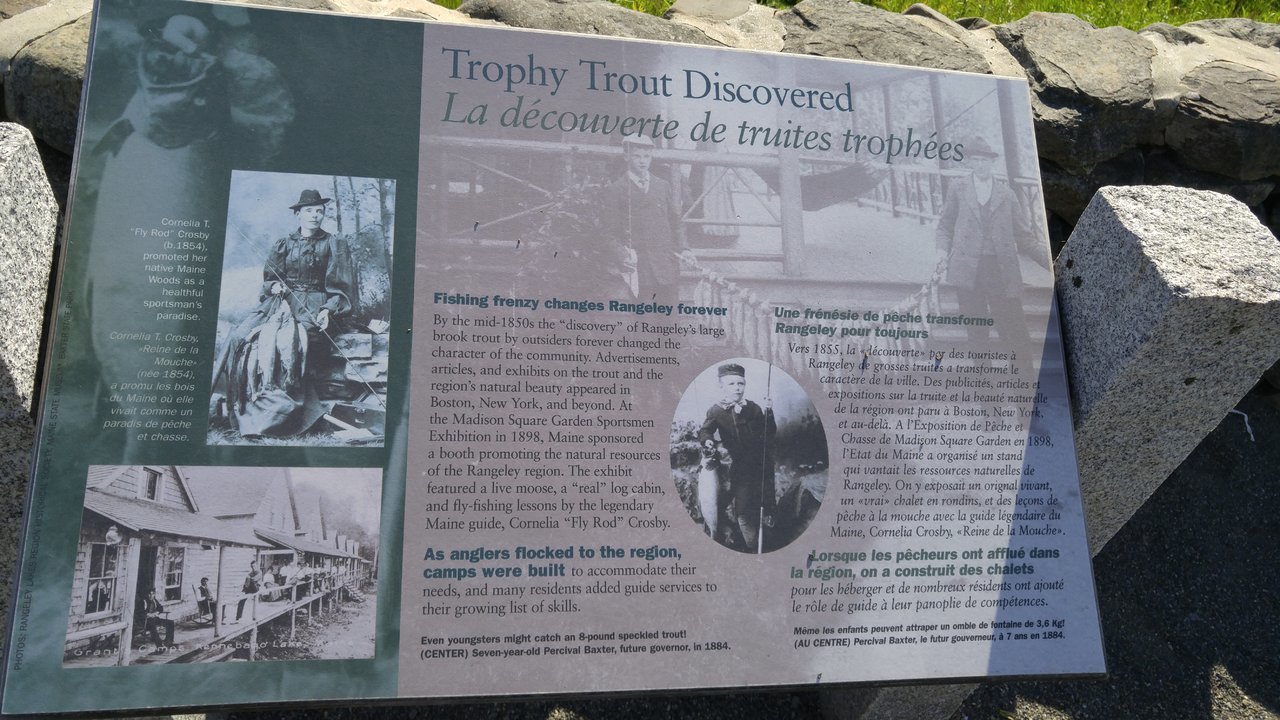 Trophy Trout Discovered
La découverte de truites trophées
Cornelia T.
"Fly Rod" Crosby
(b.1854),
promoted her
native Maine
Woods as a
healthful
sportsman's
paradise.
Cornelia T. Crosby,
«Reine de la
Mouche»
(née 1854),
a promu les bois
du Maine où elle
vivait comme un
paradis de pêche
et chasse.
Grant's Camps, Kennebago Lake
Fishing frenzy changes Rangeley forever
By the mid-1850s the "discovery" of Rangeley's large
brook trout by outsiders forever changed the
character of the community. Advertisements,
articles, and exhibits on the trout and the
region's natural beauty appeared in
Boston, New York, and beyond. At
the Madison Square Garden Sportsmen
Exhibition in 1898, Maine sponsored
a booth promoting the natural resources
of the Rangeley region. The exhibit
featured a live moose, a "real" log cabin,
and fly-fishing lessons by the legendary
Maine guide, Cornelia "Fly Rod" Crosby.
As anglers flocked to the region,
camps were built to accommodate their
needs, and many residents added guide services to
their growing list of skills.
Even youngsters might catch an 8-pound speckled trout!
(CENTER) Seven-year-old Percival Baxter, future governor, in 1884.
Une frénésie de pêche transforme
Rangeley pour toujours
Vers 1855, la «découverte» par des touristes à
Rangeley de grosses truites a transformé le
caractère de la ville. Des publicités, articles et
expositions sur la truite et la beauté naturelle
de la région ont paru à Boston, New York,
et au-delà. A l'Exposition de Pêche et
Chasse de Madison Square Garden en 1898,
l'Etat du Maine a organisé un stand
qui vantait les ressources naturelles de
Rangeley. On y exposait un orignal vivant,
un «vrai» chalet en rondins, et des leçons de
pêche à la mouche avec la guide légendaire du
Maine, Cornelia Crosby, «Reine de la Mouche».
Lorsque les pêcheurs ont afflué dans
la région, on a construit des chalets
pour les héberger et de nombreux résidents ont ajouté
le rôle de guide à leur panoplie de compétences.
Même les enfants peuvent attraper un omble de fontaine de 3,6 Kg!
(AU CENTRE) Percival Baxter, le futur gouverneur, à 7 ans en 1884.
PHOTOS: RANGELEY LAKES REGION HISTORICAL SOCIETY, MAINE STATE